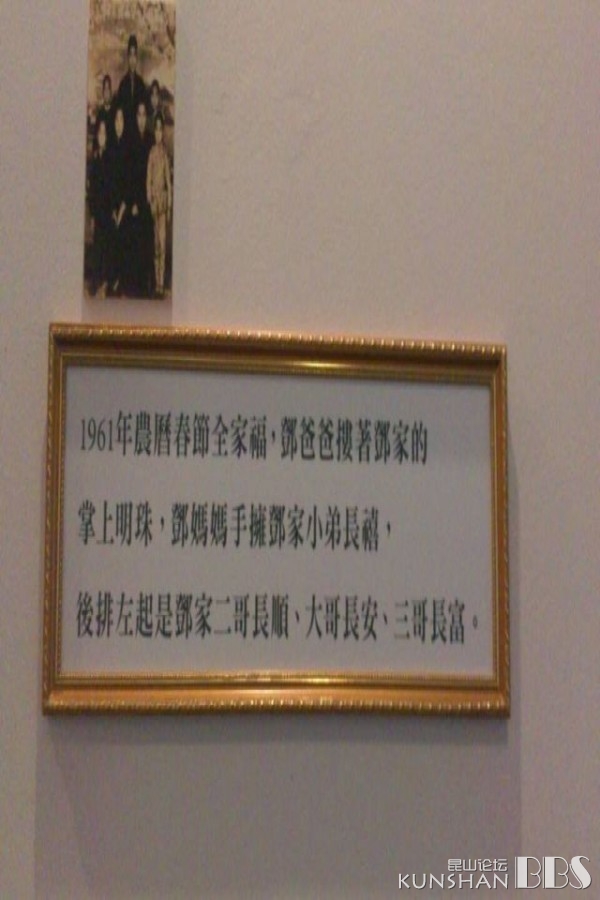 1961年農曆春節全家福，鄧爸爸摟著鄧家的
掌上明珠，鄧媽媽手擁鄧家小弟長禧，
後排左起是鄧家二哥長順、大哥長安、三哥長富。
昆山论坛
KUNSHAN BBS